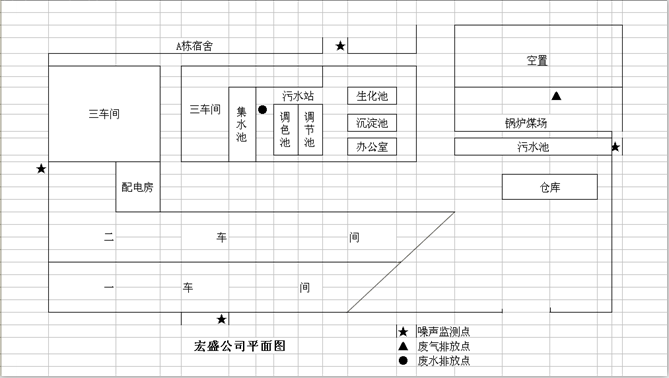 A栋宿舍
空置
三车间
三车间
集水池
污水站
调色池
调节池
生化池
沉淀池
办公室
锅炉煤场
污水池
配电房
仓库
二车间
一车间
宏盛公司平面图
噪声监测点
废气排放点
废水排放点